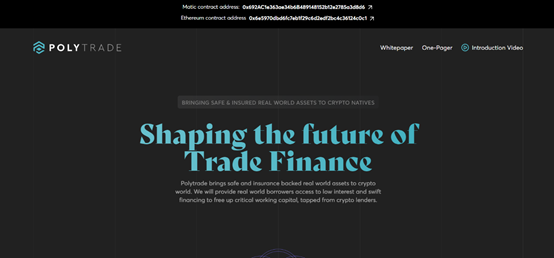 Matic contract address: 0x692AC1e363ae34b6B489148152b12e2785a3d8d6
Ethereum contract address 0x6e5970dbd6fc7eb1f29c6d2edf2bc4c36124c0c1
POLYTRADE
Whitepaper One-Pager Introduction Video
BRINGING SAFE & INSURED REAL WORLD ASSETS TO CRYPTO NATIVES
Shaping the future of
Trade Finance
Polytrade brings safe and insurance backed real world assets to crypto
world. We will provide real world borrowers access to low interest and swift
financing to free up critical working capital, tapped from crypto lenders.